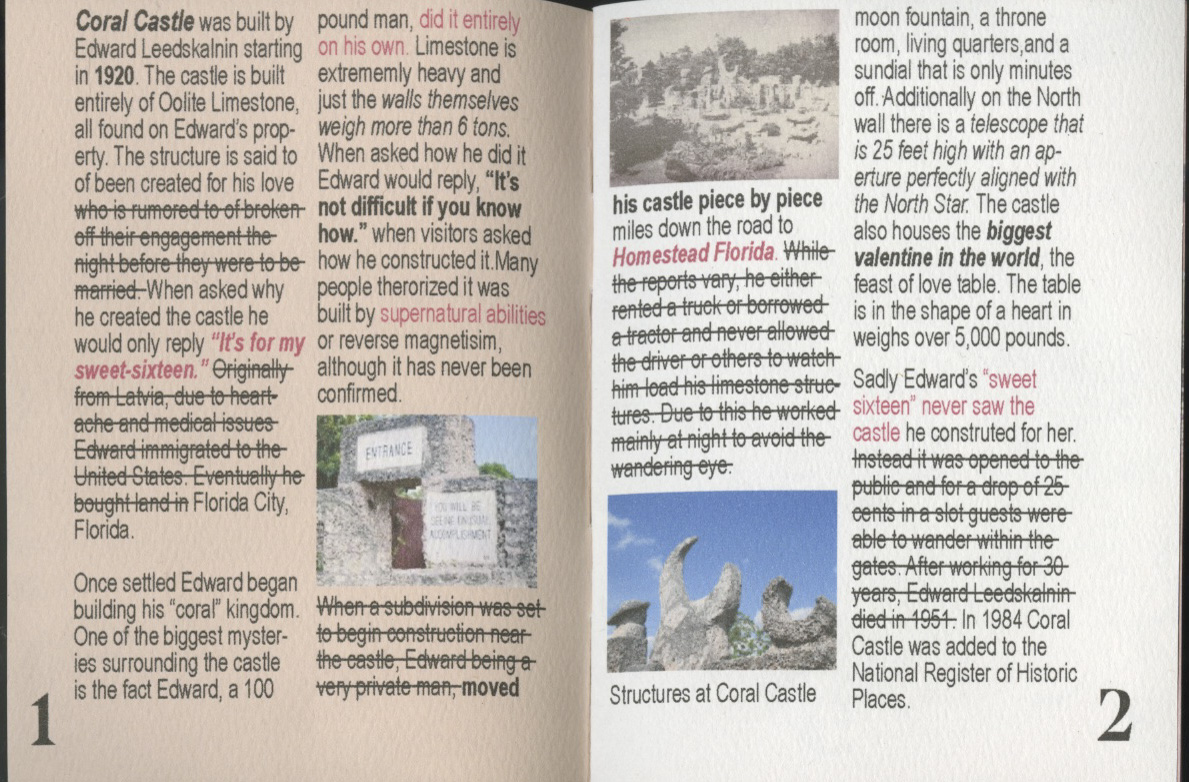 Coral Castle was built by
Edward Leedskalnin starting
in 1920. The castle is built
entirely of Oolite Limestone,
all found on Edward's prop-
erty. The structure is said to
of been created for his love
who is rumored to of broken
off their engagement the
night before they were to be
married. When asked why
he created the castle he
would only reply "It's for my
sweet-sixteen." Originally
from Latvia, due to heart-
ache and medical issues
Edward immigrated to the
United States. Eventually he
bought land in Florida City,
Florida.
Once settled Edward began
building his "coral" kingdom.
One of the biggest myster-
ies surrounding the castle
is the fact Edward, a 100
1
pound man, did it entirely
on his own. Limestone is
extrememly heavy and
just the walls themselves
weigh more than 6 tons.
When asked how he did it
Edward would reply, "It's
not difficult if you know
how." when visitors asked
how he constructed it.Many
people therorized it was
built by supernatural abilities
or reverse magnetisim,
although it has never been
confirmed.
ENTRANCE
YOU WILL BE
SEEING UNUSUAL
ACCOMPLISHMENT
When a subdivision was set
to begin construction near
the castle, Edward being a
very private man, moved
his castle piece by piece
miles down the road to
Homestead Florida. While
the reports vary, he either
rented a truck or borrowed
a tractor and never allowed
the driver or others to watch
him load his limestone struc-
tures. Due to this he worked
mainly at night to avoid the
wandering eye.
Structures at Coral Castle
moon fountain, a throne
room, living quarters,and a
sundial that is only minutes
off. Additionally on the North
wall there is a telescope that
is 25 feet high with an ap-
erture perfectly aligned with
the North Star. The castle
also houses the biggest
valentine in the world, the
feast of love table. The table
is in the shape of a heart in
weighs over 5,000 pounds.
Sadly Edward's "sweet
sixteen" never saw the
castle he construted for her.
Instead it was opened to the
public and for a drop of 25
cents in a slot guests were
able to wander within the
gates. After working for 30
years, Edward Leedskalnin
died in 1951. In 1984 Coral
Castle was added to the
National Register of Historic
Places.
2